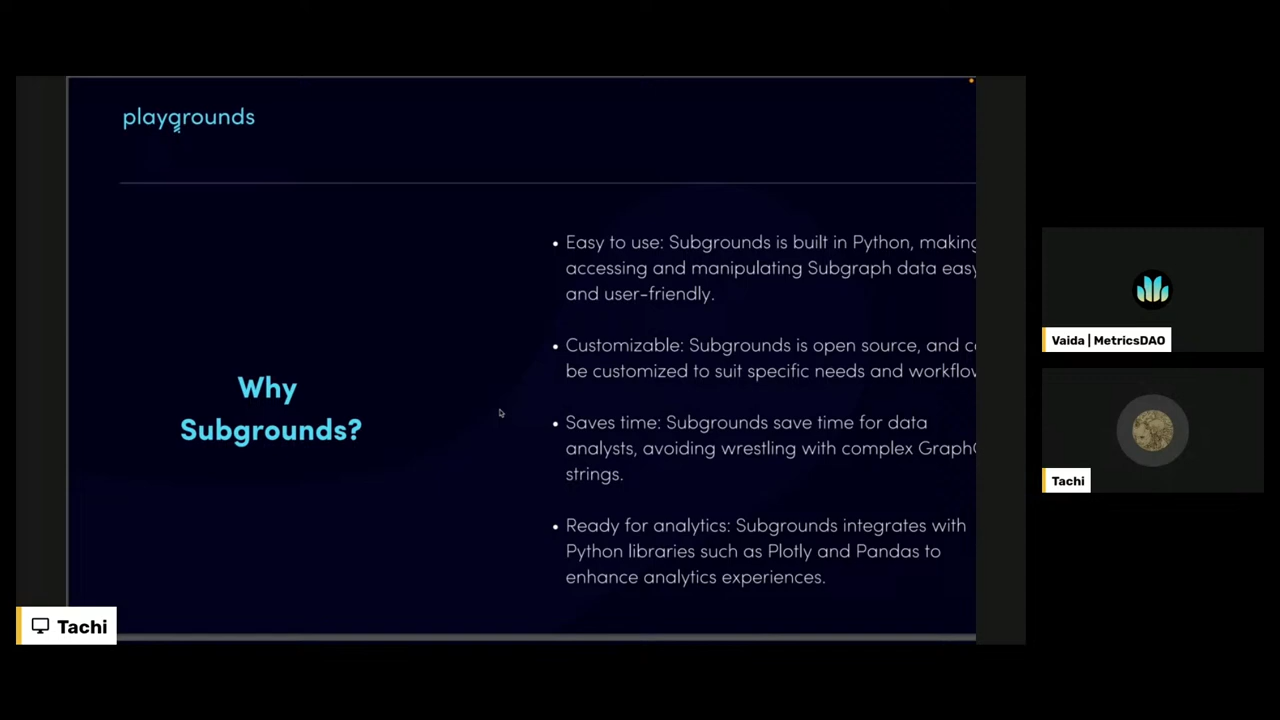 playgrounds
Why
Subgrounds?
• Easy to use: Subgrounds is built in Python, making
accessing and manipulating Subgraph data easy
and user-friendly.
• Customizable: Subgrounds is open source, and c
be customized to suit specific needs and workflow
• Saves time: Subgrounds save time for data
analysts, avoiding wrestling with complex Graph
strings.
• Ready for analytics: Subgrounds integrates with
Python libraries such as Plotly and Pandas to
enhance analytics experiences.
Tachi
Vaida | MetricsDAO
Tachi